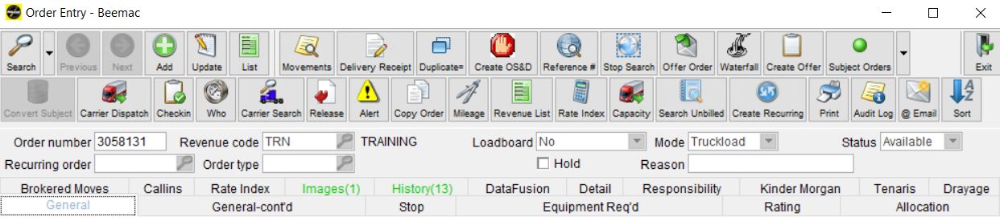 Order Entry - Beemac
Search Previous Next Add Update List Movements Delivery Receipt Duplicate= Create OS&D Reference # Stop Search Offer Order Waterfall Create Offer Subject Orders Exit
Convert Subject Carrier Dispatch Checkin Who Carrier Search Release Alert Copy Order Mileage Revenue List Rate Index Capacity Search Unbilled Create Recurring Print Audit Log @ Email Sort
Order number 3058131 Revenue code TRN TRAINING Loadboard No Mode Truckload Status Available
Recurring order Order type Hold Reason
Brokered Moves Callins Rate Index Images(1) History(13) DataFusion Detail Responsibility Kinder Morgan Tenaris Drayage
General General-cont'd Stop Equipment Req'd Rating Allocation